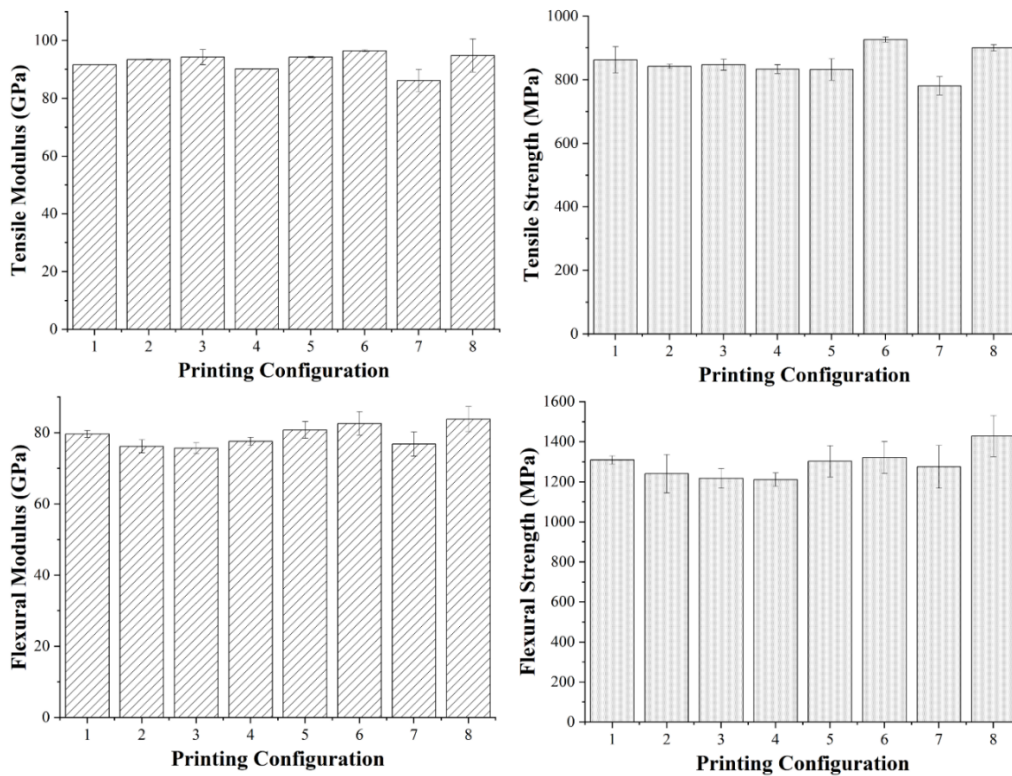 Tensile Modulus (GPa)
100
80
60
40
20
0
1 2 3 4 5 6 7 8
Printing Configuration
Tensile Strength (MPa)
1000
800
600
400
200
0
1 2 3 4 5 6 7 8
Printing Configuration
Flexural Modulus (GPa)
80
60
40
20
0
1 2 3 4 5 6 7 8
Printing Configuration
Flexural Strength (MPa)
1600
1400
1200
1000
800
600
400
200
0
1 2 3 4 5 6 7 8
Printing Configuration